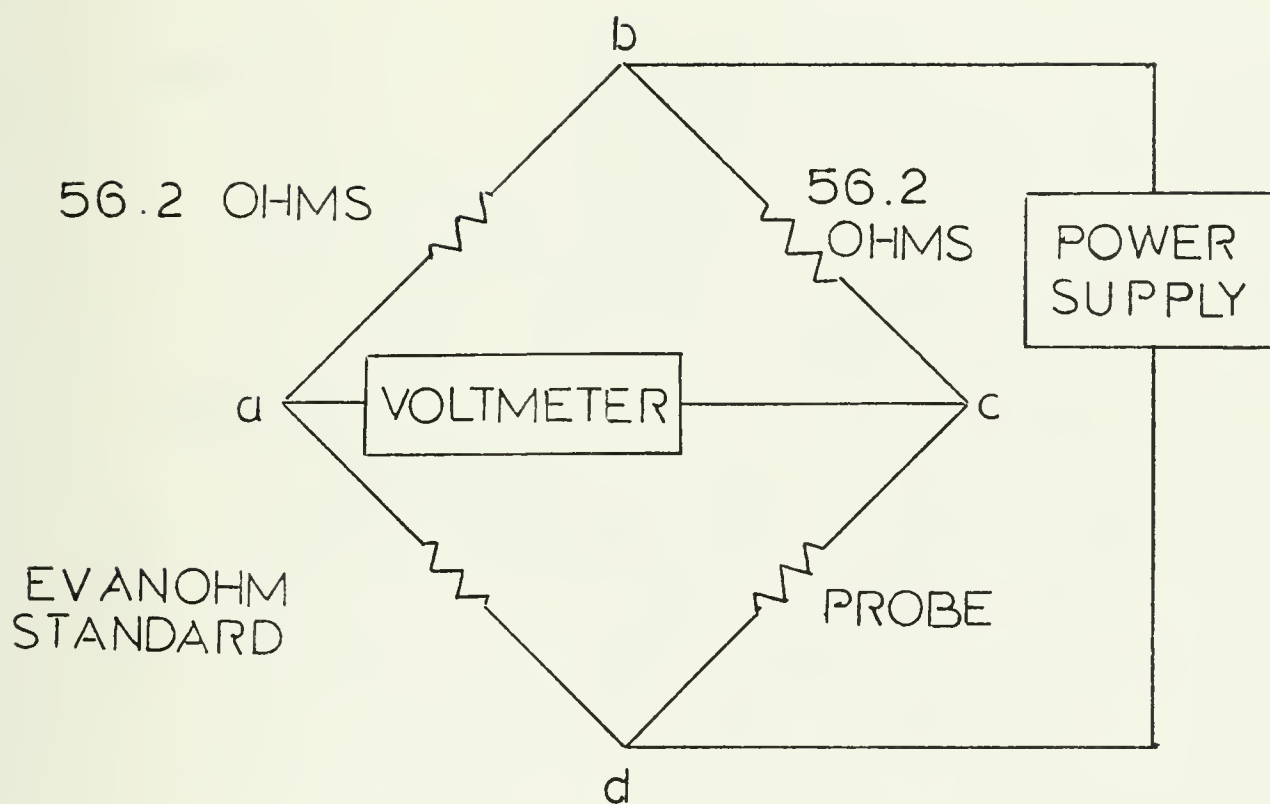 b
56.2 OHMS
56.2
OHMS
POWER
SUPPLY
a
VOLTMETER
c
EVANOHM
STANDARD
PROBE
d